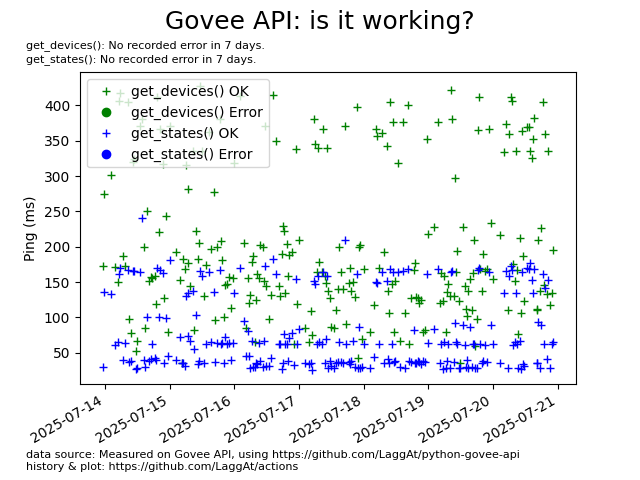 Govee API: is it working?
get_devices(): No recorded error in 7 days.
get_states(): No recorded error in 7 days.
get_devices() OK
get_devices() Error
get_states() OK
get_states() Error
Ping (ms)
400
350
300
250
200
150
100
50
2025-07-14
2025-07-15
2025-07-16
2025-07-17
2025-07-18
2025-07-19
2025-07-20
2025-07-21
data source: Measured on Govee API, using https://github.com/LaggAt/python-govee-api
history & plot: https://github.com/LaggAt/actions